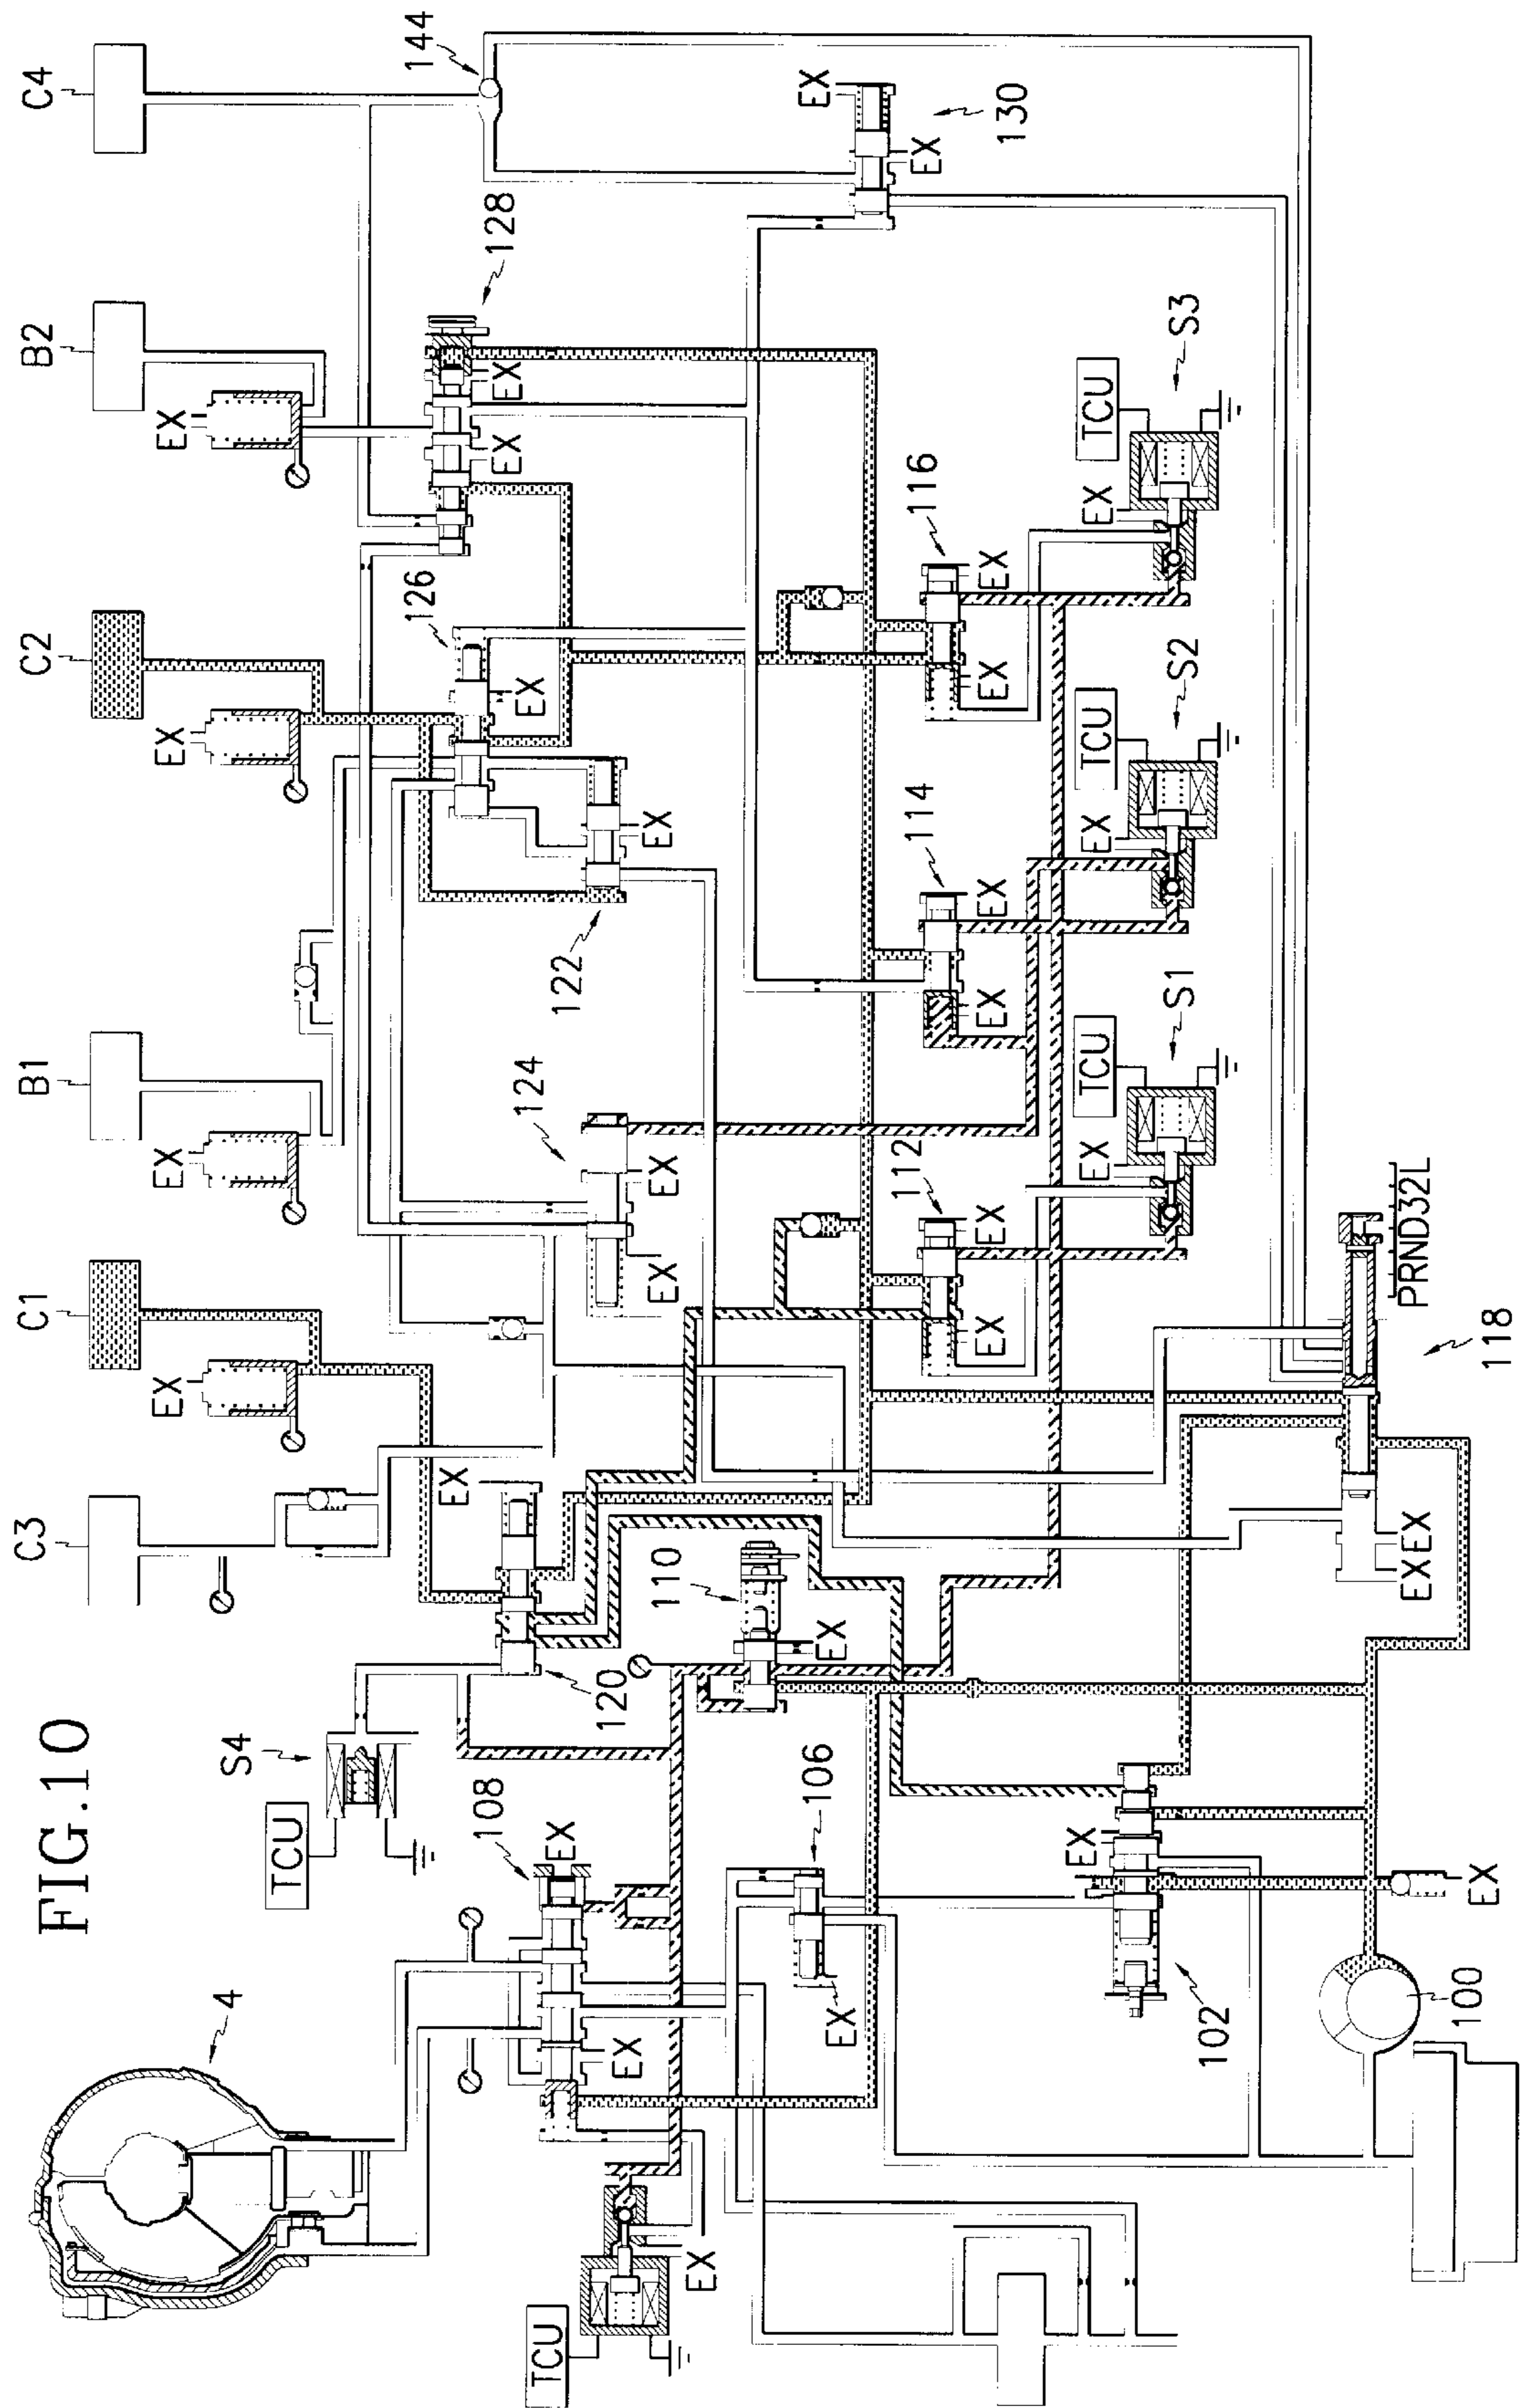 FIG.10
C3
C1
B1
C2
B2
C4
4
TCU
S4
108
EX
EX
TCU
EX
EX
120
EX
EX
124
EX
EX
EX
122
EX
EX
126
EX
EX
128
EX
EX
144
EX
EX
130
106
EX
110
EX
112
EX
EX
114
EX
EX
116
EX
EX
102
EX
EX
100
TCU
EX
S1
TCU
EX
S2
TCU
EX
S3
EXEX
PRND32L
118